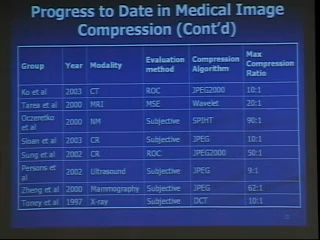 Progress to Date in Medical Image
Compression (Cont'd)
Group Year Modality Evaluation method Compression Algorithm Max Compression Ratio
Ko et al 2003 CT ROC JPEG2000 10:1
2000 MRI MSE Wavelet 20:1
Oczeretko et al 2000 NM Subjective SPIHT 90:1
Sloan et al 2003 CR Subjective JPEG 10:1
Sung et al 2002 CR ROC JPEG2000 50:1
Persons et al 2002 Ultrasound Subjective JPEG 9:1
Zheng et al 2000 Mammography Subjective JPEG 62:1
Toney et al 1997 X-ray Subjective DCT 10:1